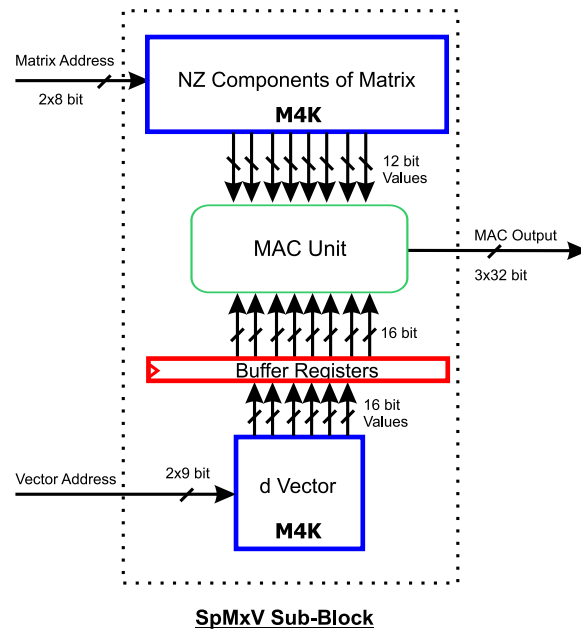 Matrix Address
2x8 bit
NZ Components of Matrix
M4K
12 bit
Values
MAC Unit
MAC Output
3x32 bit
16 bit
Buffer Registers
16 bit
Values
Vector Address
2x9 bit
d Vector
M4K
SpMxV Sub-Block